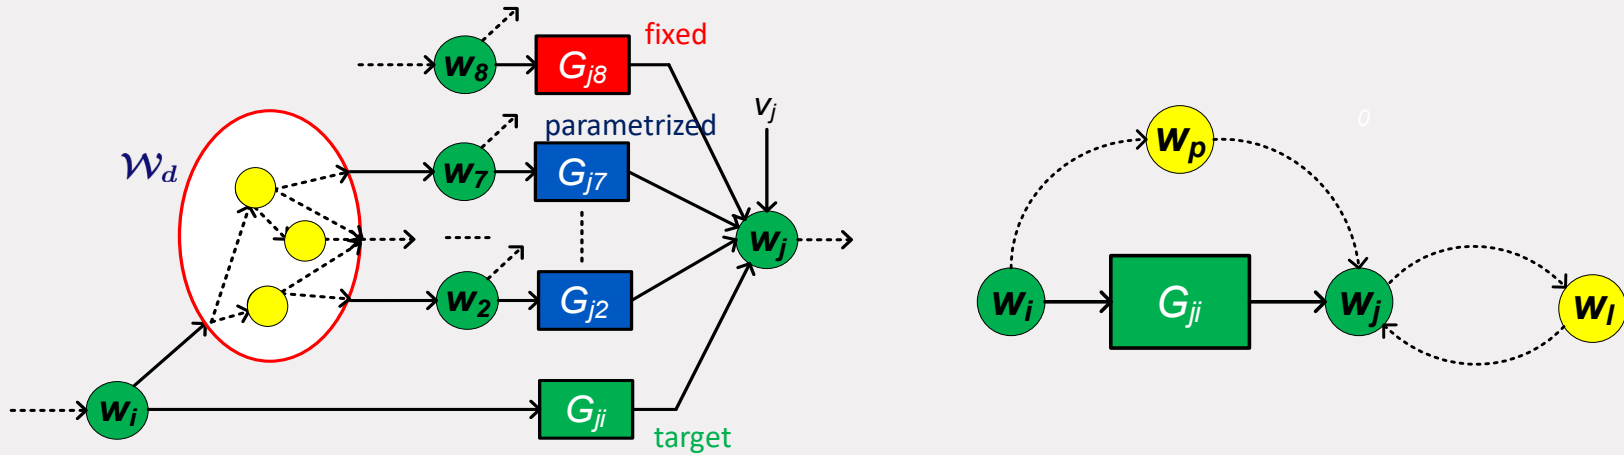 w8
Gj8
fixed
vj
parametrized
Wd
w7
Gj7
wj
w2
Gj2
wi
Gji
target
0
wp
wi
Gji
wj
wl